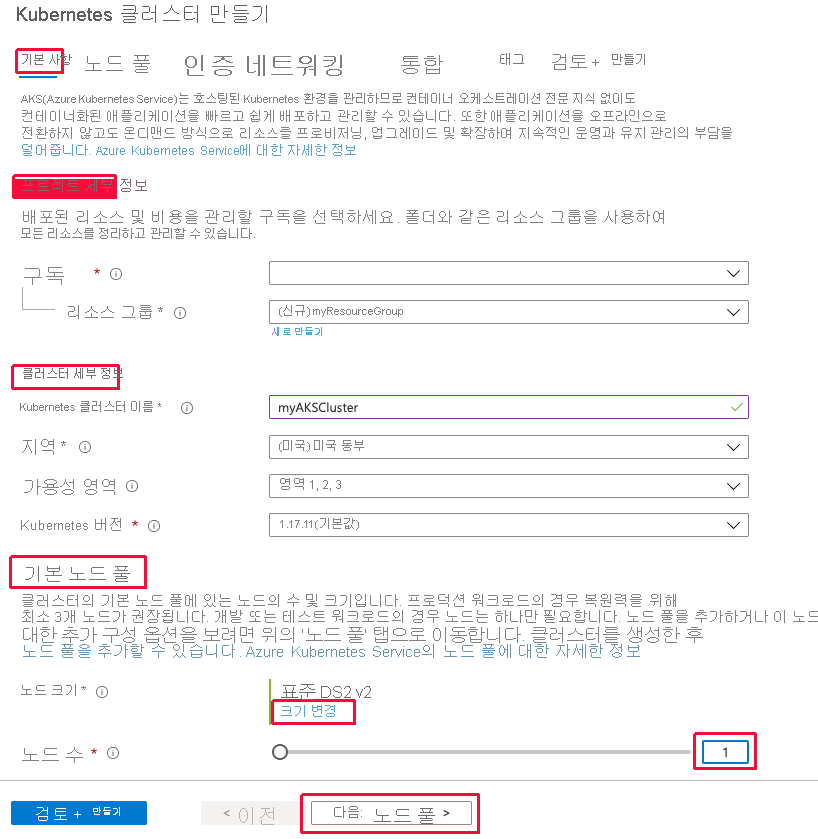 Kubernetes 클러스터 만들기
기본 사항 노드 풀 인증 네트워킹 통합 태그 검토 + 만들기
AKS(Azure Kubernetes Service)는 호스팅된 Kubernetes 환경을 관리하므로 컨테이너 오케스트레이션 전문 지식 없이도
컨테이너화된 애플리케이션을 빠르고 쉽게 배포하고 관리할 수 있습니다. 또한 애플리케이션을 오프라인으로
전환하지 않고도 온디맨드 방식으로 리소스를 프로비저닝, 업그레이드 및 확장하여 지속적인 운영과 유지 관리의 부담을
덜어줍니다. Azure Kubernetes Service에 대한 자세한 정보
프로젝트 세부 정보
배포된 리소스 및 비용을 관리할 구독을 선택하세요. 폴더와 같은 리소스 그룹을 사용하여
모든 리소스를 정리하고 관리할 수 있습니다.
구독 *
리소스 그룹 * (신규) myResourceGroup
새로 만들기
클러스터 세부 정보
Kubernetes 클러스터 이름 * myAKSCluster
지역 * (미국) 미국 동부
가용성 영역 영역 1, 2, 3
Kubernetes 버전 * 1.17.11(기본값)
기본 노드 풀
클러스터의 기본 노드 풀에 있는 노드의 수 및 크기입니다. 프로덕션 워크로드의 경우 복원력을 위해
최소 3개 노드가 권장됩니다. 개발 또는 테스트 워크로드의 경우 노드는 하나만 필요합니다. 노드 풀을 추가하거나 이 노드
대한 추가 구성 옵션을 보려면 위의 '노드 풀' 탭으로 이동합니다. 클러스터를 생성한 후
노드 풀을 추가할 수 있습니다. Azure Kubernetes Service의 노드 풀에 대한 자세한 정보
노드 크기 * 표준 DS2 v2
크기 변경
노드 수 * 1
검토 + 만들기 < 이전 다음: 노드 풀 >